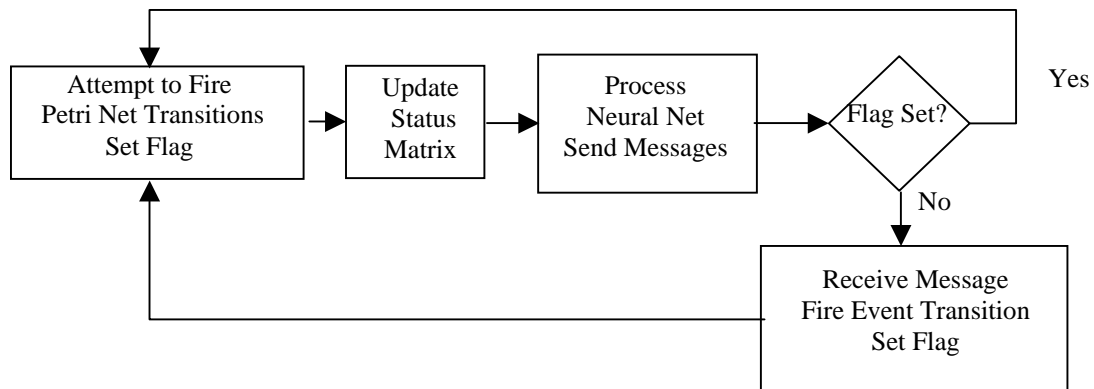 Attempt to Fire
Petri Net Transitions
Set Flag
Update
Status
Matrix
Process
Neural Net
Send Messages
Flag Set?
Yes
No
Receive Message
Fire Event Transition
Set Flag